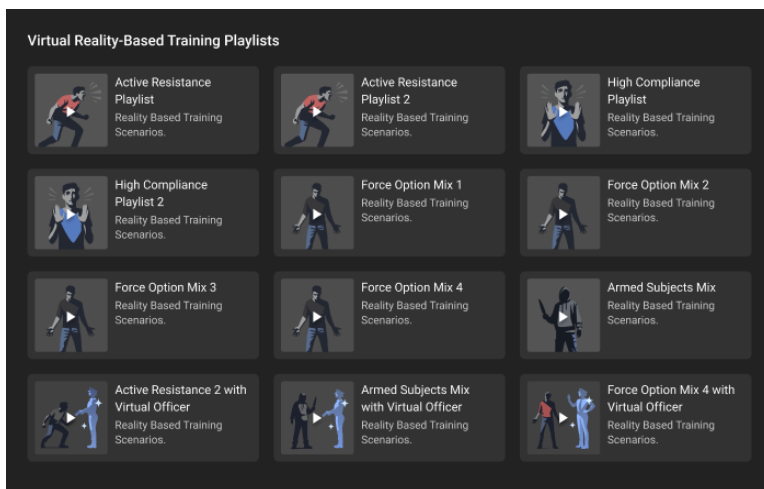 Virtual Reality-Based Training Playlists
Active Resistance
Playlist
Reality Based Training
Scenarios.
Active Resistance
Playlist 2
Reality Based Training
Scenarios.
High Compliance
Playlist
Reality Based Training
Scenarios.
High Compliance
Playlist 2
Reality Based Training
Scenarios.
Force Option Mix 1
Reality Based Training
Scenarios.
Force Option Mix 2
Reality Based Training
Scenarios.
Force Option Mix 3
Reality Based Training
Scenarios.
Force Option Mix 4
Reality Based Training
Scenarios.
Armed Subjects Mix
Reality Based Training
Scenarios.
Active Resistance 2 with
Virtual Officer
Reality Based Training
Scenarios.
Armed Subjects Mix
with Virtual Officer
Reality Based Training
Scenarios.
Force Option Mix 4 with
Virtual Officer
Reality Based Training
Scenarios.